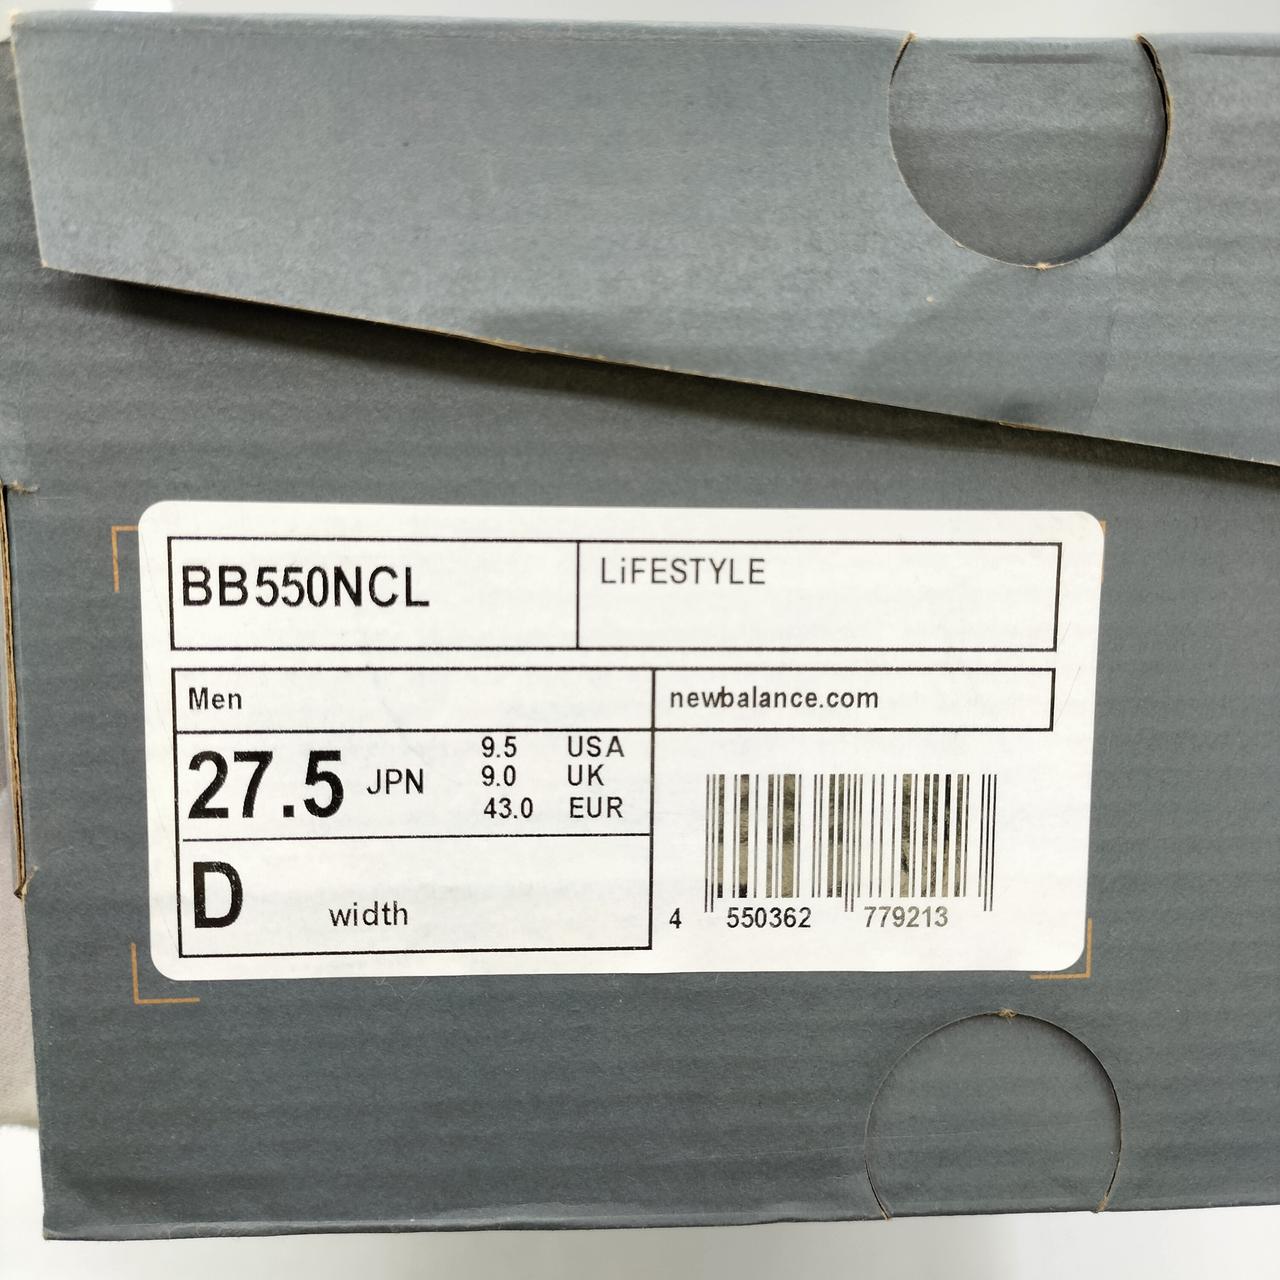 BB550NCL
LiFESTYLE
Men
newbalance.com
27.5 JPN
9.5 USA
9.0 UK
43.0 EUR
D width
4 550362 779213